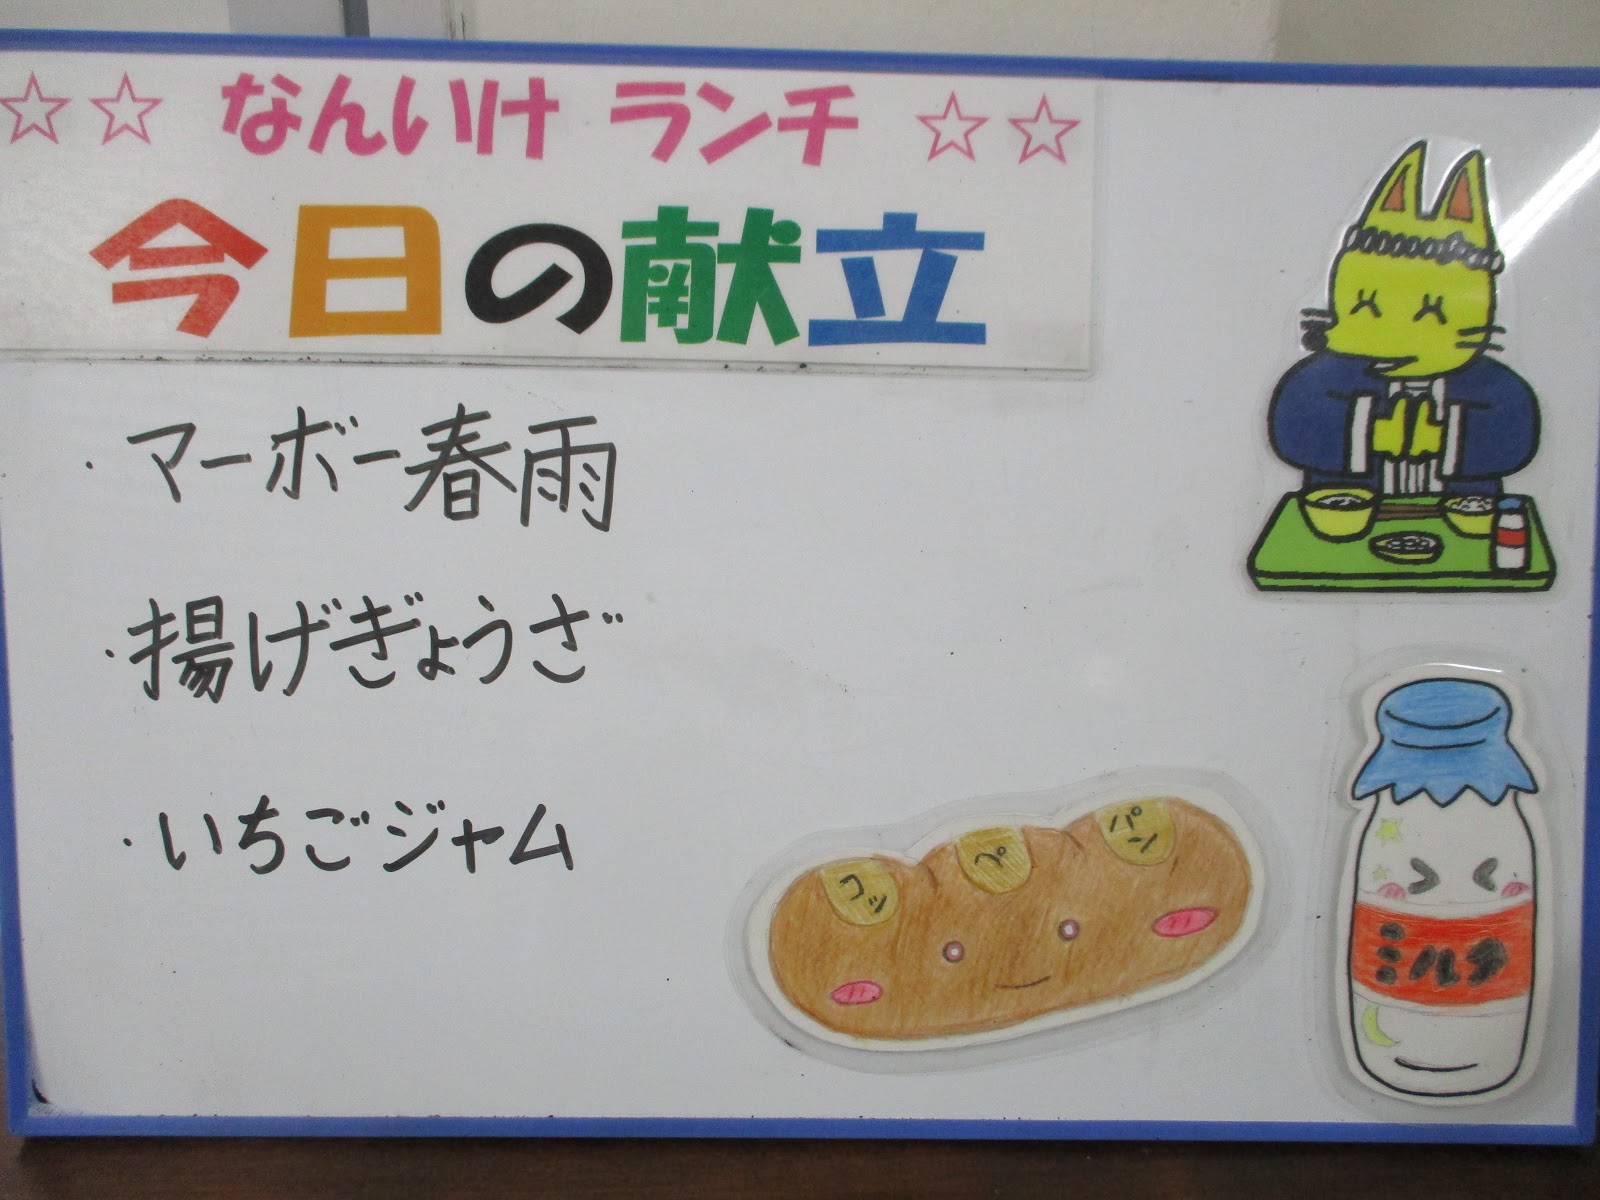 ☆☆ なんいけ ランチ ☆☆
今日の献立
・マーボー春雨
・揚げぎょうざ
・いちごジャム
コッ
ペ
パン
ミルク